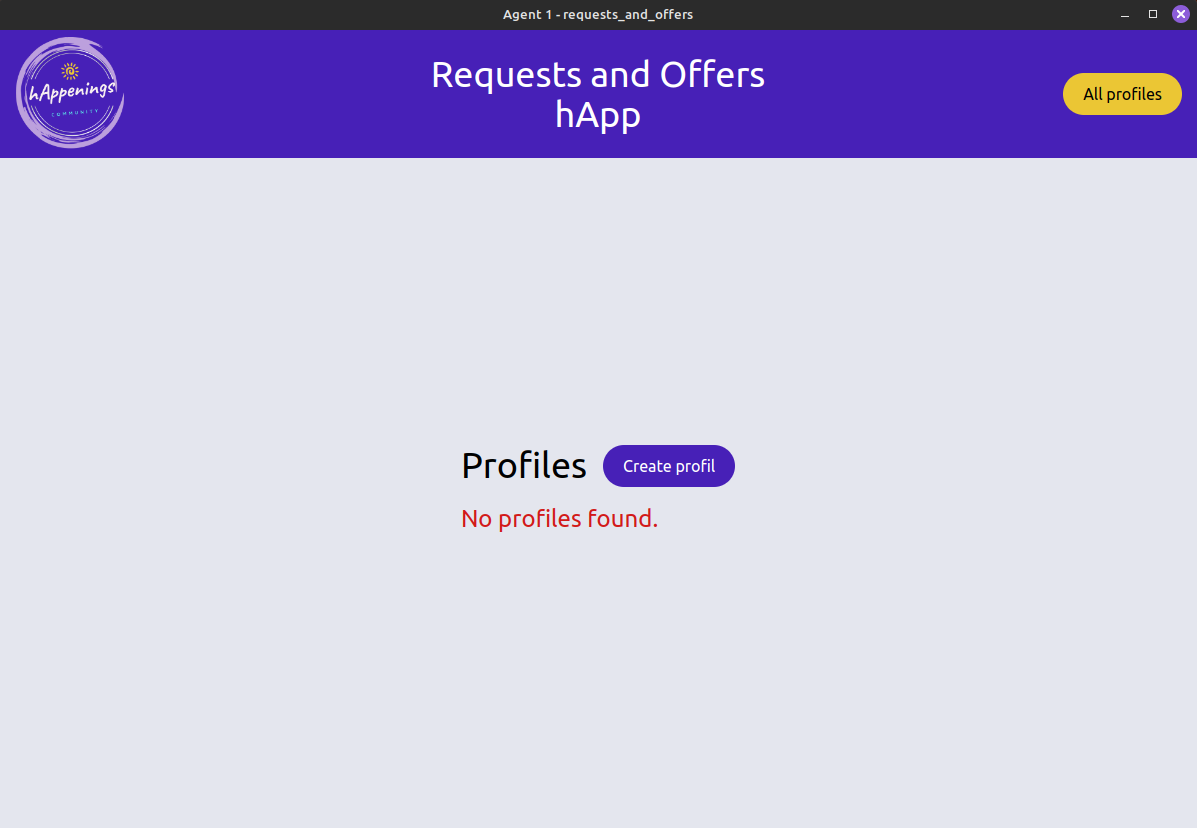 Agent 1 - requests_and_offers
hAppenings
COMMUNITY
Requests and Offers
hApp
All profiles
Profiles
Create profil
No profiles found.